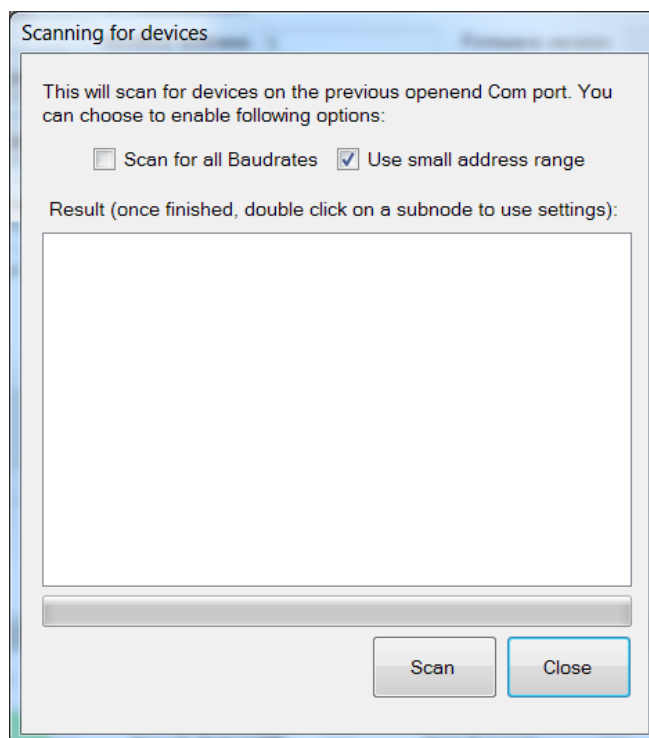 Scanning for devices
This will scan for devices on the previous openend Com port. You
can choose to enable following options:
Scan for all Baudrates Use small address range
Result (once finished, double click on a subnode to use settings):
Scan Close